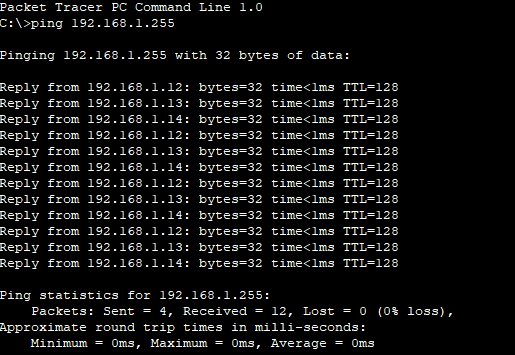 Packet Tracer PC Command Line 1.0
C:\>ping 192.168.1.255
Pinging 192.168.1.255 with 32 bytes of data:
Reply from 192.168.1.12: bytes=32 time<1ms TTL=128
Reply from 192.168.1.13: bytes=32 time<1ms TTL=128
Reply from 192.168.1.14: bytes=32 time<1ms TTL=128
Reply from 192.168.1.12: bytes=32 time<1ms TTL=128
Reply from 192.168.1.13: bytes=32 time<1ms TTL=128
Reply from 192.168.1.14: bytes=32 time<1ms TTL=128
Reply from 192.168.1.12: bytes=32 time<1ms TTL=128
Reply from 192.168.1.13: bytes=32 time<1ms TTL=128
Reply from 192.168.1.14: bytes=32 time<1ms TTL=128
Reply from 192.168.1.12: bytes=32 time<1ms TTL=128
Reply from 192.168.1.13: bytes=32 time<1ms TTL=128
Reply from 192.168.1.14: bytes=32 time<1ms TTL=128
Ping statistics for 192.168.1.255:
Packets: Sent = 4, Received = 12, Lost = 0 (0% loss),
Approximate round trip times in milli-seconds:
Minimum = 0ms, Maximum = 0ms, Average = 0ms